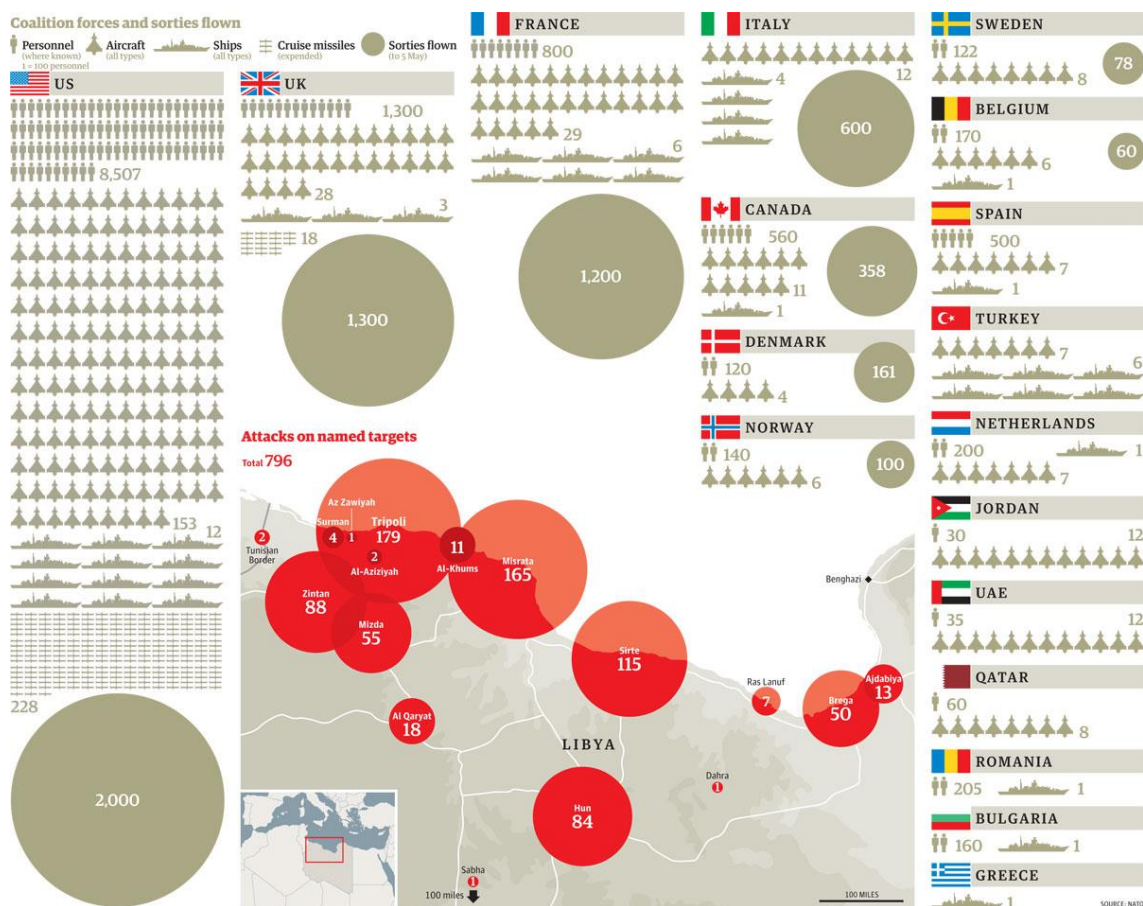 Coalition forces and sorties flown
Personnel
(where known)
1 = 100 personnel
Aircraft
(all types)
Ships
(all types)
Cruise missiles
(expended)
Sorties flown
(to 5 May)
US
8,507
153
12
228
2,000
UK
1,300
28
3
18
1,300
FRANCE
800
29
6
1,200
ITALY
12
4
600
CANADA
560
11
1
358
DENMARK
120
4
161
NORWAY
140
6
100
SWEDEN
122
8
78
BELGIUM
170
6
1
60
SPAIN
500
7
1
TURKEY
7
6
NETHERLANDS
200
1
7
JORDAN
30
12
UAE
35
12
QATAR
60
8
ROMANIA
205
1
BULGARIA
160
1
GREECE
1
SOURCE: NATO
Attacks on named targets
Total 796
2
Tunisian
Border
Az Zawiyah
1
Surman
4
Tripoli
179
2
Al-Aziziyah
11
Al-Khums
Misrata
165
Zintan
88
Mizda
55
Sirte
115
Benghazi
Ras Lanuf
7
Brega
50
Ajdabiya
13
Al Qaryat
18
LIBYA
Dahra
1
Hun
84
Sabha
1
100 miles
100 MILES